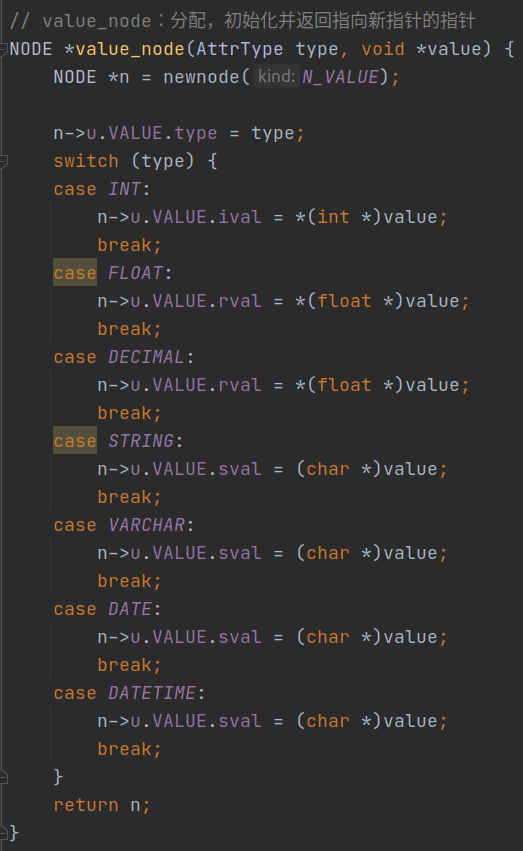 // value_node：分配，初始化并返回指向新指针的指针
NODE *value_node(AttrType type, void *value) {
    NODE *n = newnode( kind: N_VALUE);

    n->u.VALUE.type = type;
    switch (type) {
    case INT:
        n->u.VALUE.ival = *(int *)value;
        break;
    case FLOAT:
        n->u.VALUE.rval = *(float *)value;
        break;
    case DECIMAL:
        n->u.VALUE.rval = *(float *)value;
        break;
    case STRING:
        n->u.VALUE.sval = (char *)value;
        break;
    case VARCHAR:
        n->u.VALUE.sval = (char *)value;
        break;
    case DATE:
        n->u.VALUE.sval = (char *)value;
        break;
    case DATETIME:
        n->u.VALUE.sval = (char *)value;
        break;
    }
    return n;
}